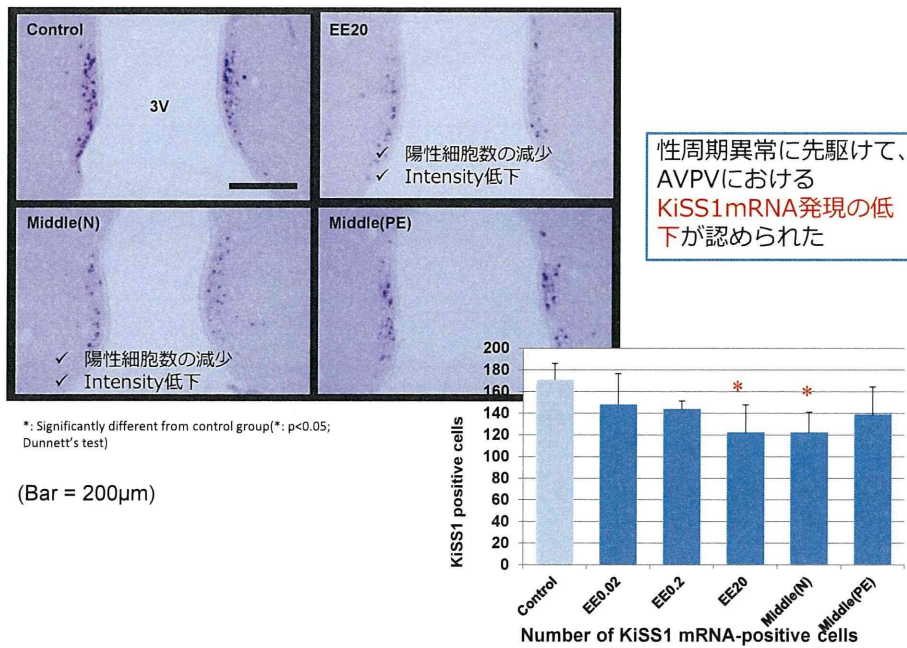 Control
EE20
3V
✓ 陽性細胞数の減少
✓ Intensity低下
Middle(N)
Middle(PE)
✓ 陽性細胞数の減少
✓ Intensity低下
*: Significantly different from control group(*: p<0.05;
Dunnett's test)
(Bar = 200μm)
性周期異常に先駆けて、
AVPVにおける
KiSS1mRNA発現の低
下が認められた
KiSS1 positive cells
200
180
160
140
120
100
80
60
40
20
0
*
*
Control
EE0.02
EE0.2
EE20
Middle(N)
Middle(PE)
Number of KiSS1 mRNA-positive cells